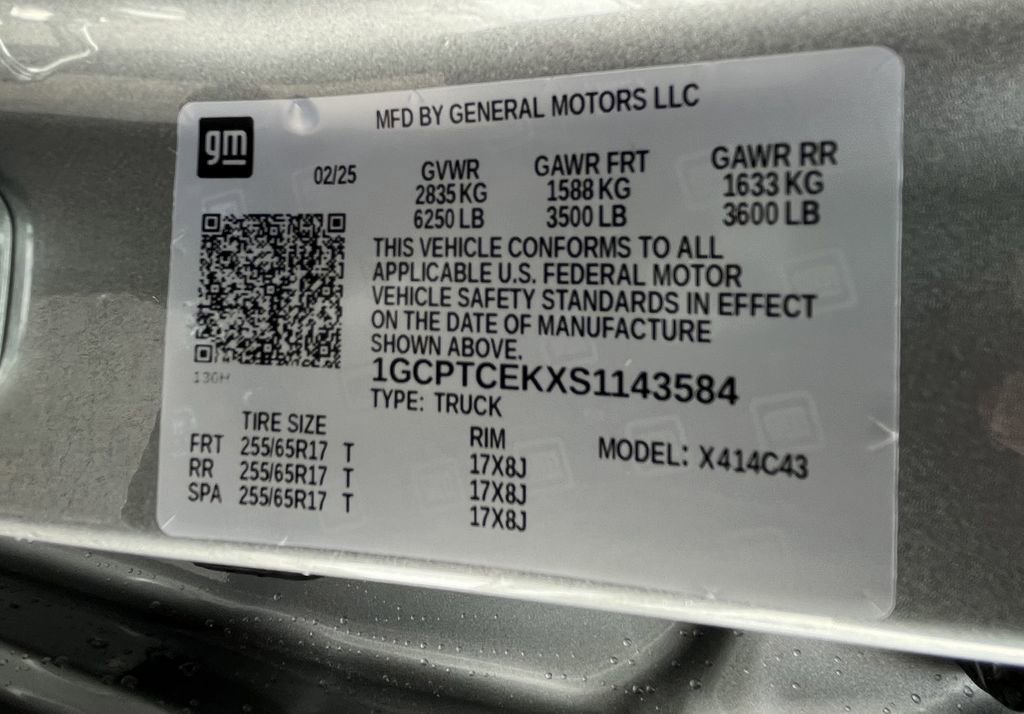 gm
MFD BY GENERAL MOTORS LLC
02/25
GVWR GAWR FRT GAWR RR
2835 KG 1588 KG 1633 KG
6250 LB 3500 LB 3600 LB
THIS VEHICLE CONFORMS TO ALL
APPLICABLE U.S. FEDERAL MOTOR
VEHICLE SAFETY STANDARDS IN EFFECT
ON THE DATE OF MANUFACTURE
SHOWN ABOVE.
1GCPTCEKXS1143584
TYPE: TRUCK
TIRE SIZE RIM MODEL: X414C43
FRT 255/65R17 T 17X8J
RR 255/65R17 T 17X8J
SPA 255/65R17 T 17X8J